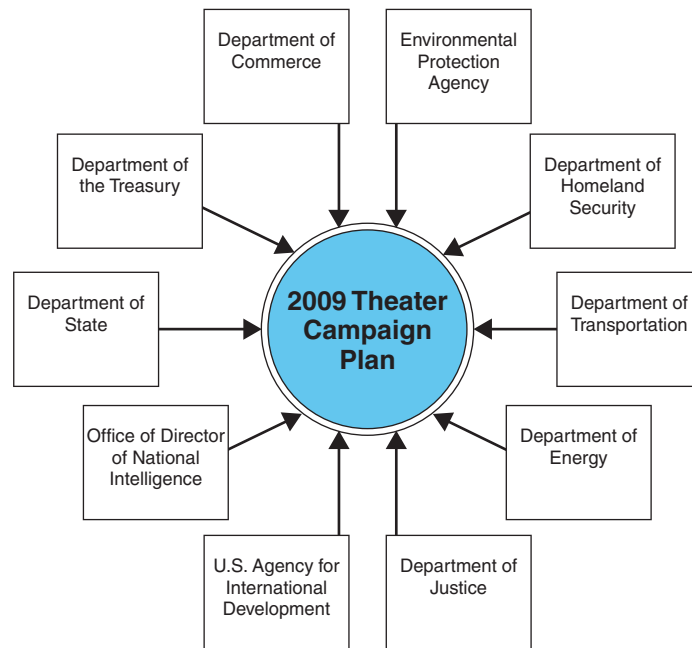 Department of
Commerce
Environmental
Protection
Agency
Department of
the Treasury
Department of
Homeland
Security
2009 Theater
Campaign
Plan
Department of
State
Department of
Transportation
Office of Director
of National
Intelligence
Department of
Energy
U.S. Agency for
International
Development
Department of
Justice